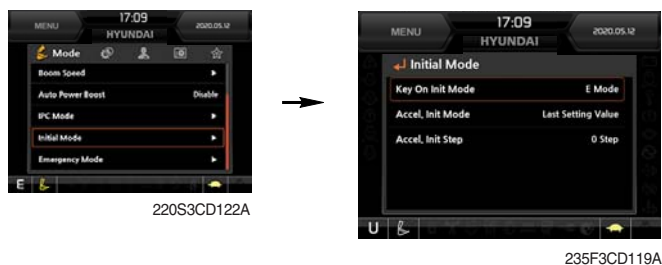 MENU 17:09 2020.05.12
HYUNDAI
Mode
Boom Speed
Auto Power Boost Disable
IPC Mode
Initial Mode
Emergency Mode
E
220S3CD122A
MENU 17:09 2020.05.12
HYUNDAI
Initial Mode
Key On Init Mode E Mode
Accel, Init Mode Last Setting Value
Accel, Init Step 0 Step
U
235F3CD119A